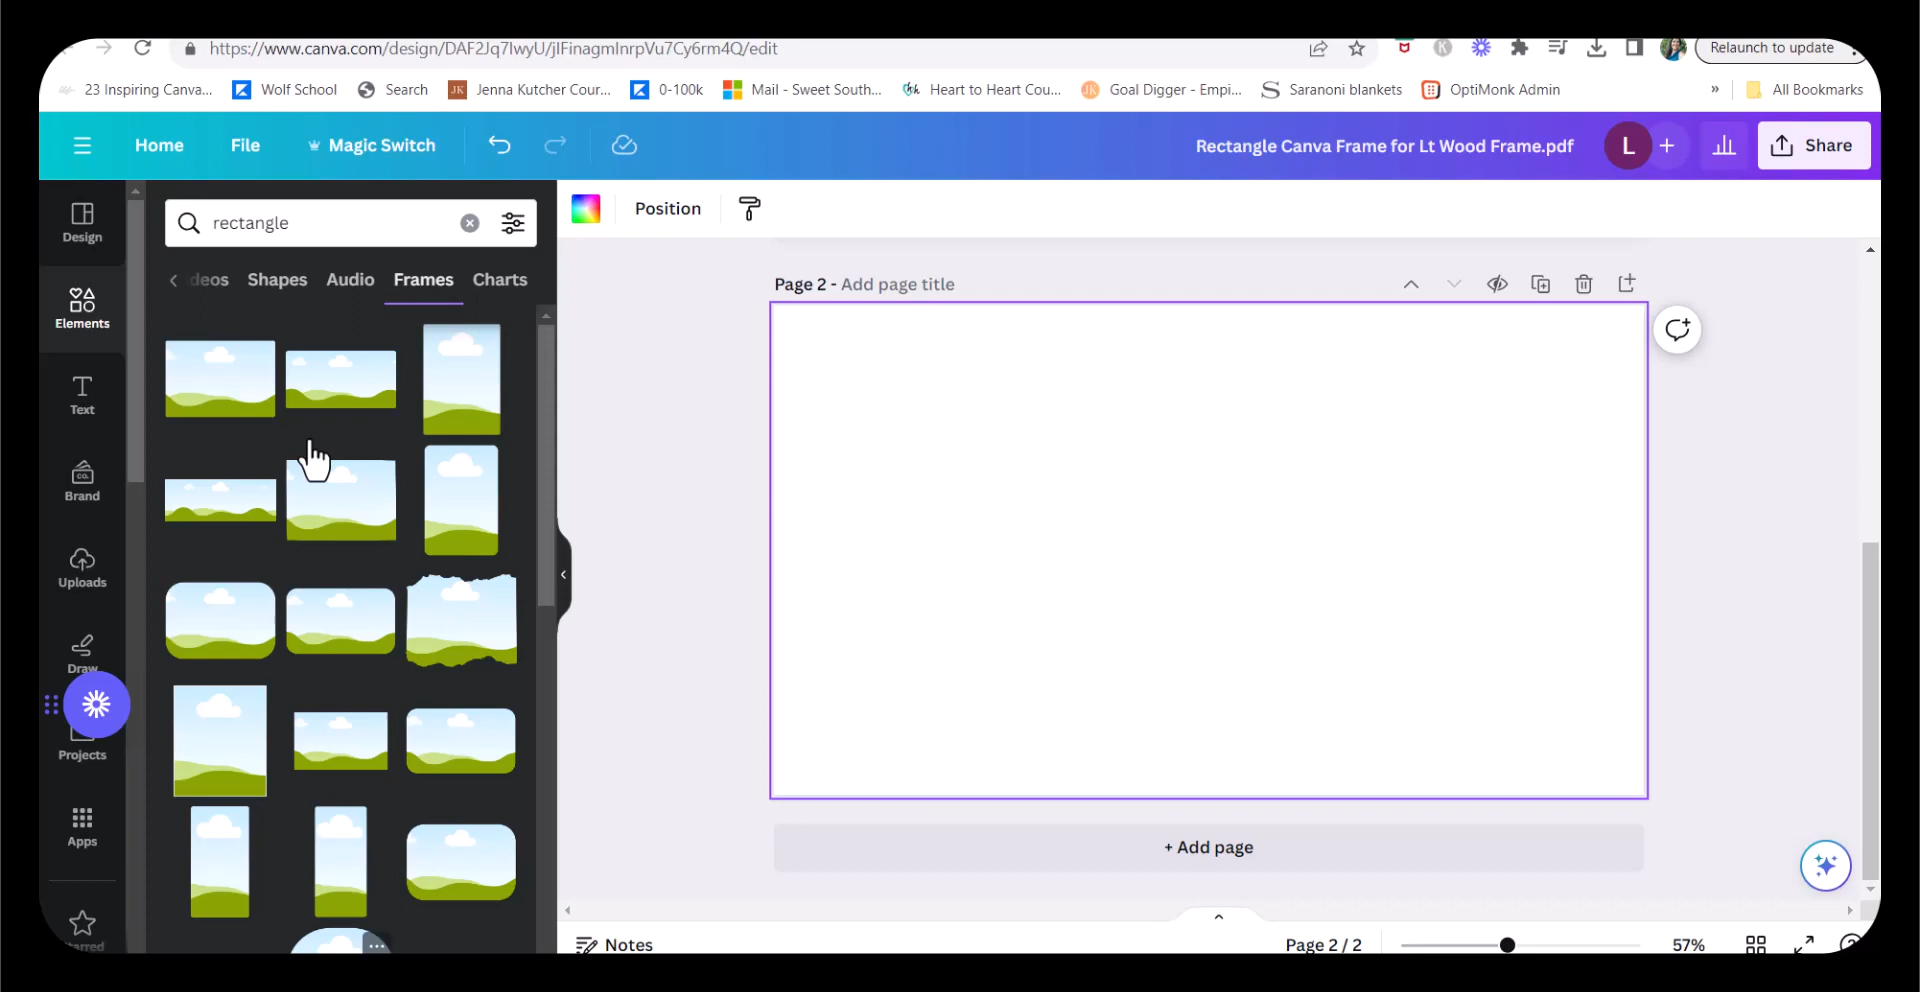 https://www.canva.com/design/DAF2Jq7lwyU/jIFinagmInrpVu7Cy6rm4Q/edit
Relaunch to update
23 Inspiring Canva...
Wolf School
Search
JK
Jenna Kutcher Cour...
0-100k
Mail - Sweet South...
Heart to Heart Cou...
Goal Digger - Empi...
Saranoni blankets
OptiMonk Admin
»
All Bookmarks
Home
File
Magic Switch
Rectangle Canva Frame for Lt Wood Frame.pdf
L
+
Share
Design
Elements
Text
Brand
Uploads
Draw
Projects
Apps
rectangle
deos
Shapes
Audio
Frames
Charts
Position
Page 2 - Add page title
+ Add page
Notes
Page 2 / 2
57%